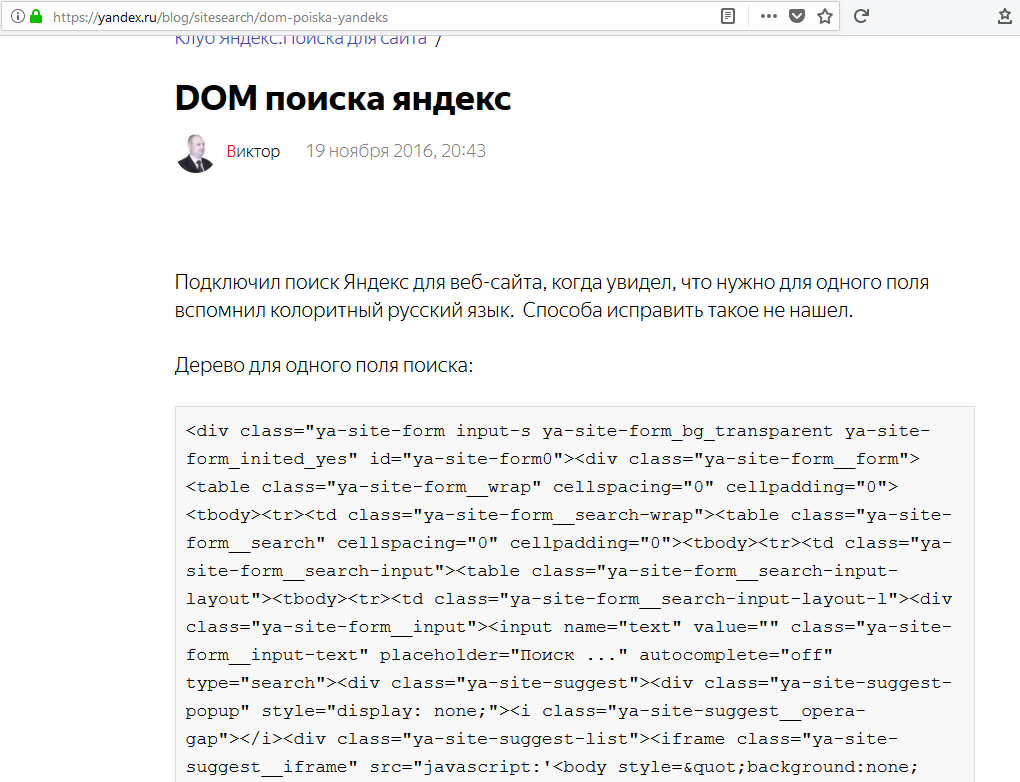 https://yandex.ru/blog/sitesearch/dom-poiska-yandeks
Клуб Яндекс.Поиска для сайта /
DOM поиска яндекс
Виктор 19 ноября 2016, 20:43
Подключил поиск Яндекс для веб-сайта, когда увидел, что нужно для одного поля
вспомнил колоритный русский язык. Способа исправить такое не нашел.
Дерево для одного поля поиска:
<div class="ya-site-form input-s ya-site-form_bg_transparent ya-site-
form_inited_yes" id="ya-site-form0"><div class="ya-site-form__form">
<table class="ya-site-form__wrap" cellspacing="0" cellpadding="0">
<tbody><tr><td class="ya-site-form__search-wrap"><table class="ya-site-
form__search" cellspacing="0" cellpadding="0"><tbody><tr><td class="ya-
site-form__search-input"><table class="ya-site-form__search-input-
layout"><tbody><tr><td class="ya-site-form__search-input-layout-l"><div
class="ya-site-form__input"><input name="text" value="" class="ya-site-
form__input-text" placeholder="Поиск ..." autocomplete="off"
type="search"><div class="ya-site-suggest"><div class="ya-site-suggest-
popup" style="display: none;"><i class="ya-site-suggest__opera-
gap"></i><div class="ya-site-suggest-list"><iframe class="ya-site-
suggest__iframe" src="javascript:'<body style=&quot;background:none;